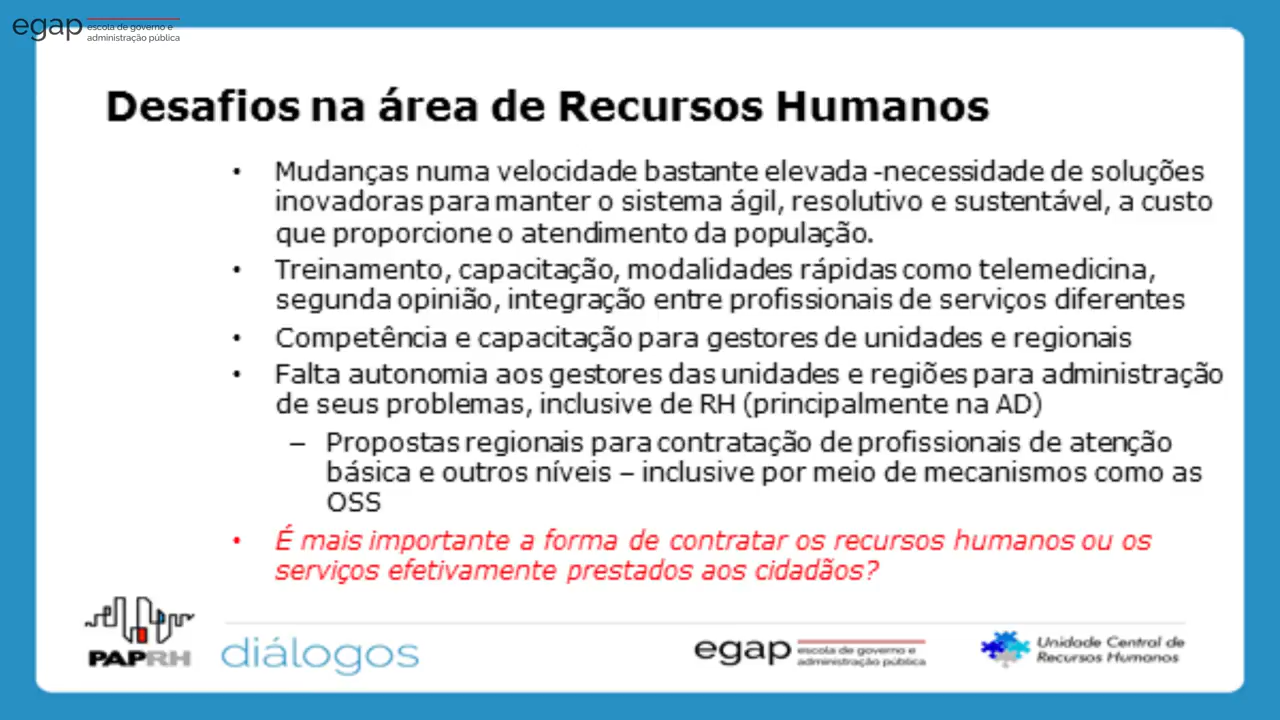 egap escola de governo e
administração pública
Desafios na área de Recursos Humanos
• Mudanças numa velocidade bastante elevada -necessidade de soluções
inovadoras para manter o sistema ágil, resolutivo e sustentável, a custo
que proporcione o atendimento da população.
• Treinamento, capacitação, modalidades rápidas como telemedicina,
segunda opinião, integração entre profissionais de serviços diferentes
• Competência e capacitação para gestores de unidades e regionais
• Falta autonomia aos gestores das unidades e regiões para administração
de seus problemas, inclusive de RH (principalmente na AD)
– Propostas regionais para contratação de profissionais de atenção
básica e outros níveis – inclusive por meio de mecanismos como as
OSS
• É mais importante a forma de contratar os recursos humanos ou os
serviços efetivamente prestados aos cidadãos?
PAPRH
diálogos
egap escola de governo e
administração pública
Unidade Central de
Recursos Humanos